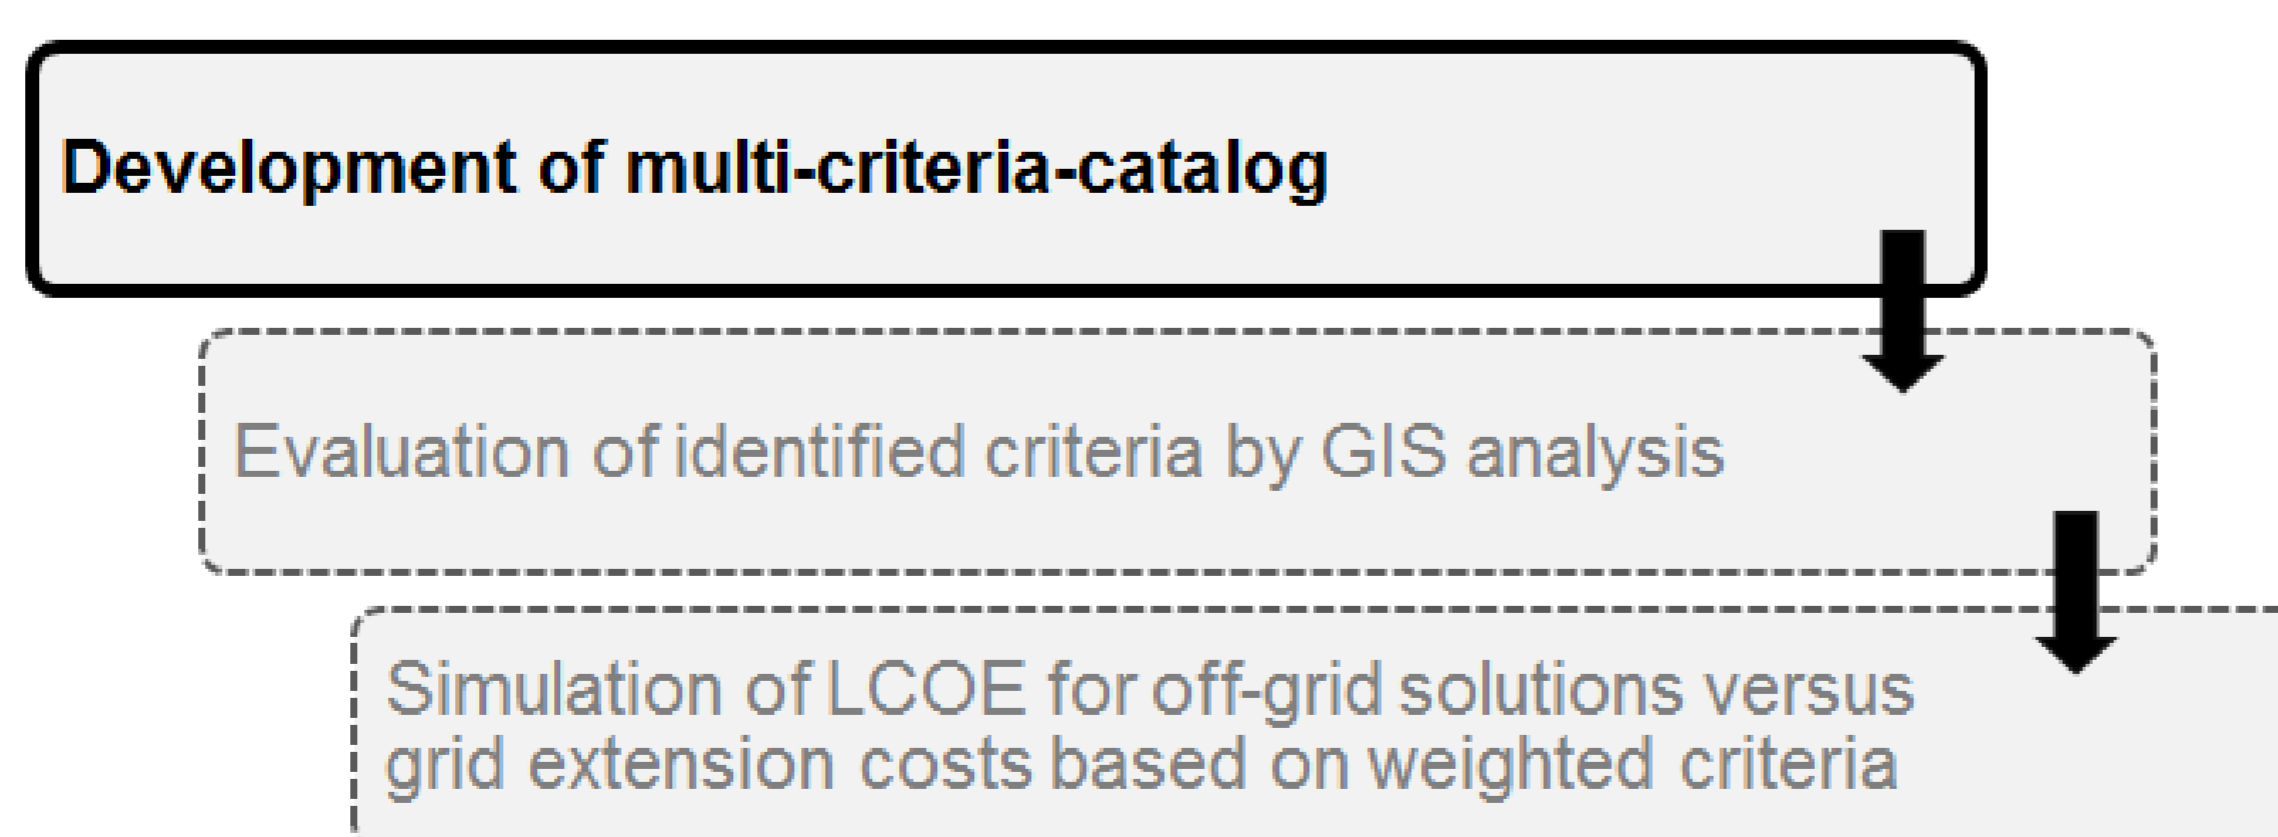 Development of multi-criteria-catalog
Evaluation of identified criteria by GIS analysis
Simulation of LCOE for off-grid solutions versus
grid extension costs based on weighted criteria